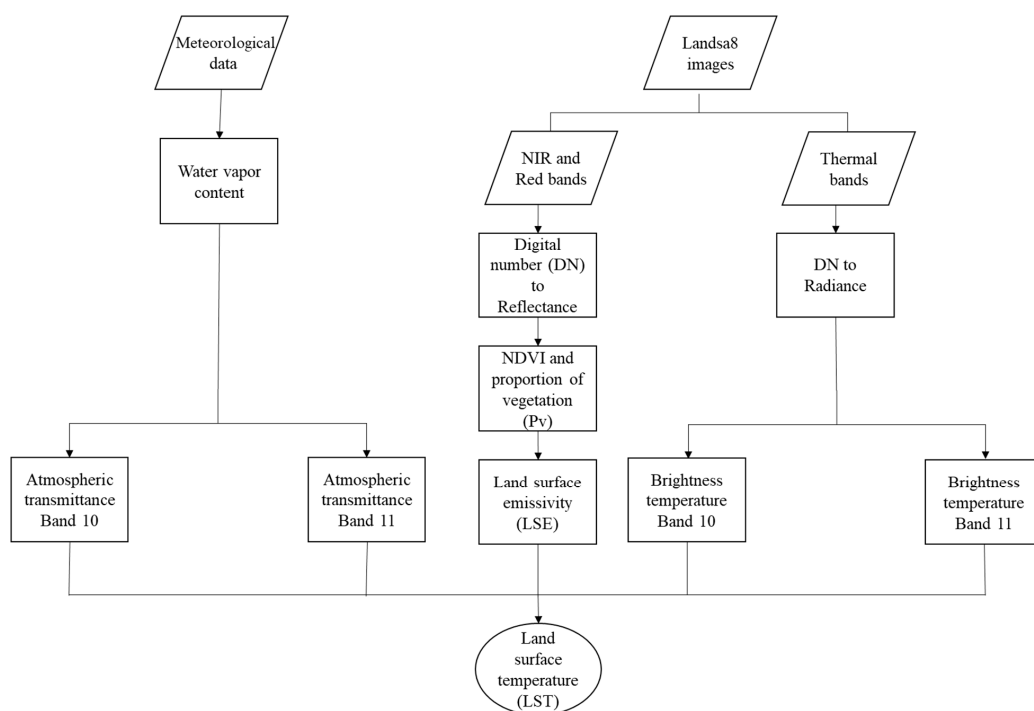 Meteorological
data
Landsa8
images
Water vapor
content
NIR and
Red bands
Thermal
bands
Digital
number (DN)
to
Reflectance
DN to
Radiance
NDVI and
proportion of
vegetation
(Pv)
Atmospheric
transmittance
Band 10
Atmospheric
transmittance
Band 11
Land surface
emissivity
(LSE)
Brightness
temperature
Band 10
Brightness
temperature
Band 11
Land
surface
temperature
(LST)